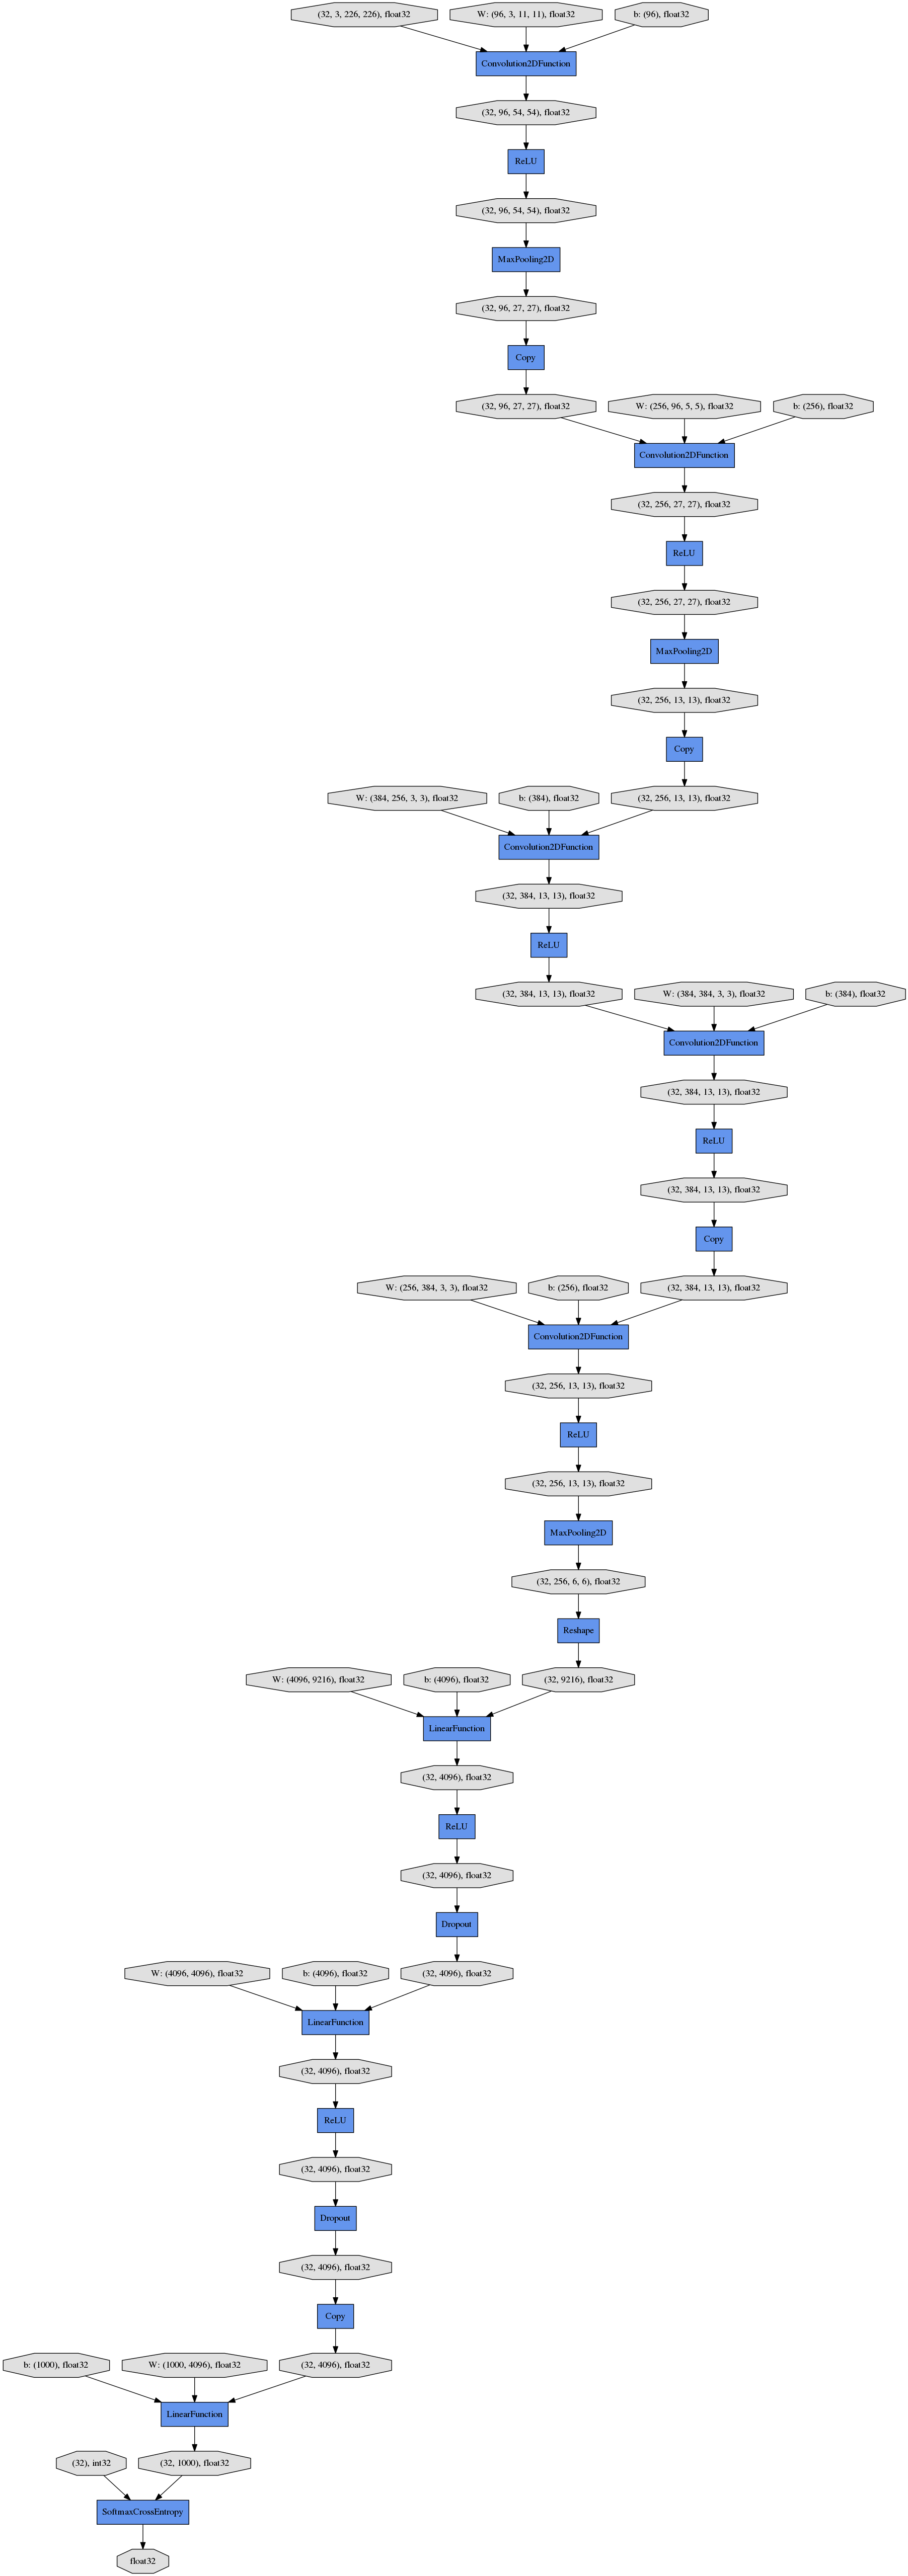 (32, 3, 226, 226), float32
W: (96, 3, 11, 11), float32
b: (96), float32
Convolution2DFunction
(32, 96, 54, 54), float32
ReLU
(32, 96, 54, 54), float32
MaxPooling2D
(32, 96, 27, 27), float32
Copy
(32, 96, 27, 27), float32
W: (256, 96, 5, 5), float32
b: (256), float32
Convolution2DFunction
(32, 256, 27, 27), float32
ReLU
(32, 256, 27, 27), float32
MaxPooling2D
(32, 256, 13, 13), float32
Copy
W: (384, 256, 3, 3), float32
b: (384), float32
(32, 256, 13, 13), float32
Convolution2DFunction
(32, 384, 13, 13), float32
ReLU
(32, 384, 13, 13), float32
W: (384, 384, 3, 3), float32
b: (384), float32
Convolution2DFunction
(32, 384, 13, 13), float32
ReLU
(32, 384, 13, 13), float32
Copy
W: (256, 384, 3, 3), float32
b: (256), float32
(32, 384, 13, 13), float32
Convolution2DFunction
(32, 256, 13, 13), float32
ReLU
(32, 256, 13, 13), float32
MaxPooling2D
(32, 256, 6, 6), float32
Reshape
W: (4096, 9216), float32
b: (4096), float32
(32, 9216), float32
LinearFunction
(32, 4096), float32
ReLU
(32, 4096), float32
Dropout
W: (4096, 4096), float32
b: (4096), float32
(32, 4096), float32
LinearFunction
(32, 4096), float32
ReLU
(32, 4096), float32
Dropout
(32, 4096), float32
Copy
b: (1000), float32
W: (1000, 4096), float32
(32, 4096), float32
LinearFunction
(32), int32
(32, 1000), float32
SoftmaxCrossEntropy
float32